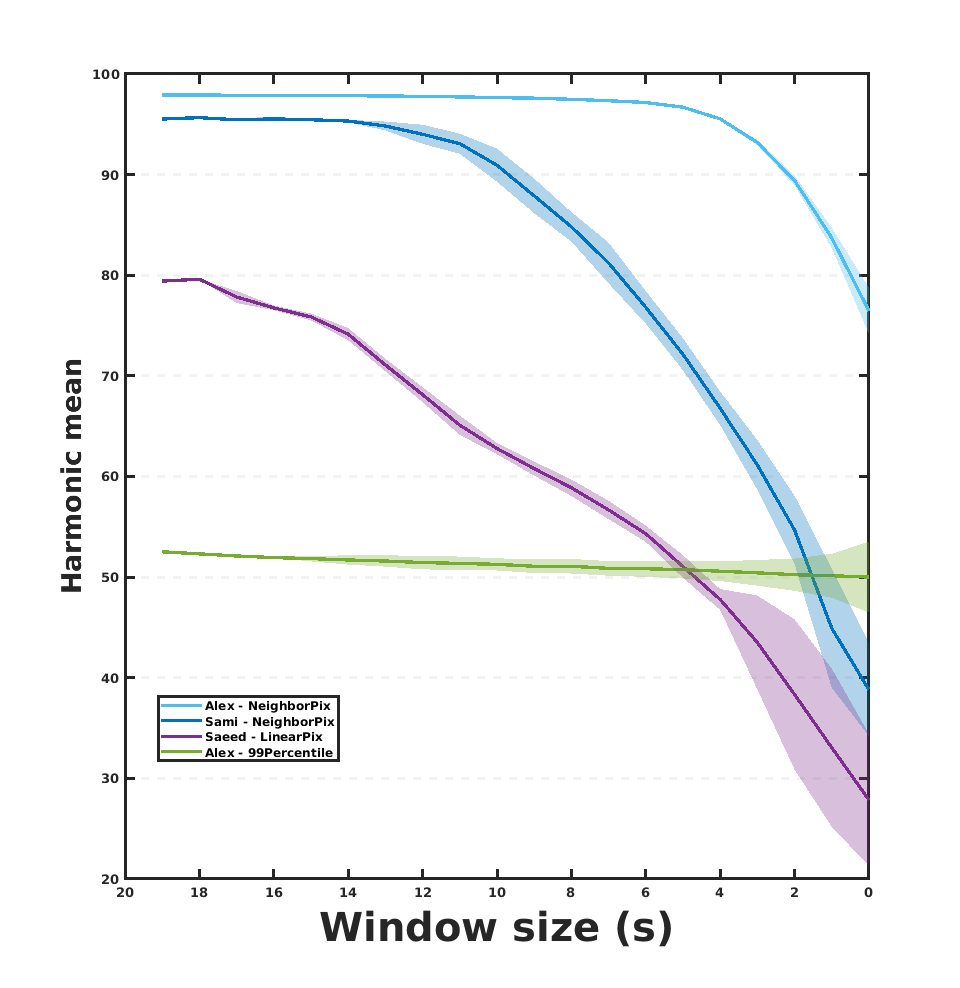 100
90
80
70
60
50
40
30
20
Harmonic mean
Alex - NeighborPix
Sami - NeighborPix
Saeed - LinearPix
Alex - 99Percentile
20 18 16 14 12 10 8 6 4 2 0
Window size (s)